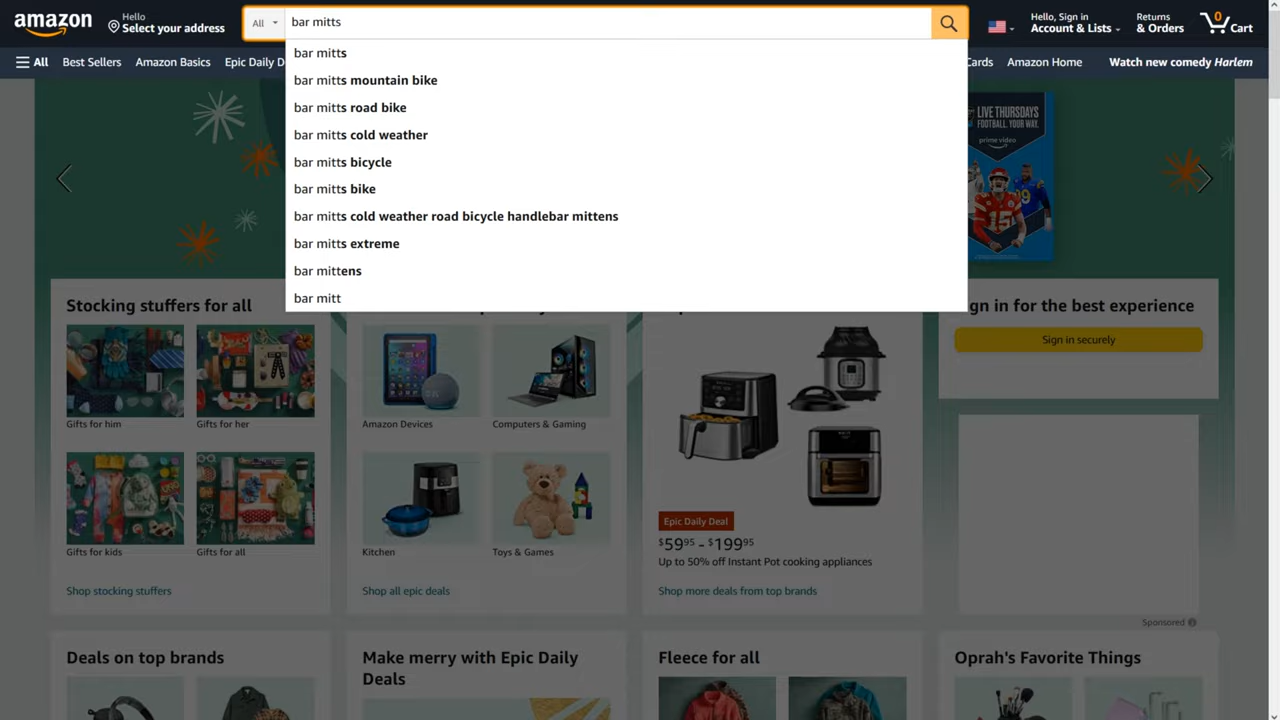 amazon
Hello
Select your address
All
bar mitts
Hello, Sign in
Account & Lists
Returns
& Orders
0
Cart
All
Best Sellers
Amazon Basics
Epic Daily D
Cards
Amazon Home
Watch new comedy Harlem
bar mitts
bar mitts mountain bike
bar mitts road bike
bar mitts cold weather
bar mitts bicycle
bar mitts bike
bar mitts cold weather road bicycle handlebar mittens
bar mitts extreme
bar mittens
bar mitt
LIVE THURSDAYS
FOOTBALL. YOUR WAY.
prime video
15
Stocking stuffers for all
Gifts for him
Gifts for her
Gifts for kids
Gifts for all
Shop stocking stuffers
Amazon Devices
Computers & Gaming
Kitchen
Toys & Games
Shop all epic deals
Epic Daily Deal
$59.95 - $199.95
Up to 50% off Instant Pot cooking appliances
Shop more deals from top brands
ign in for the best experience
Sign in securely
Sponsored
Deals on top brands
Make merry with Epic Daily
Deals
Fleece for all
Oprah's Favorite Things